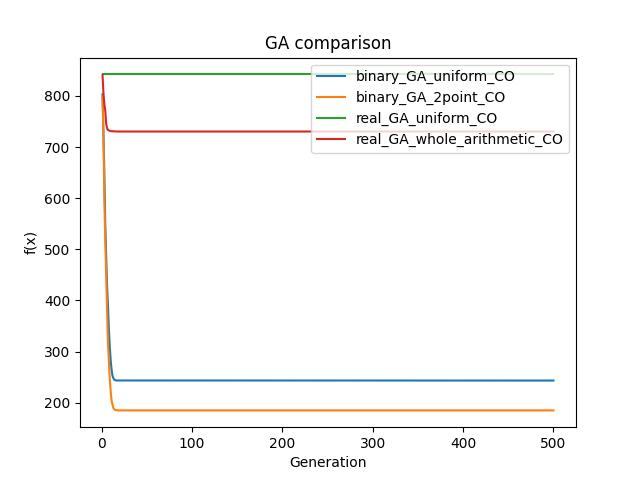 GA comparison
binary_GA_uniform_CO
binary_GA_2point_CO
real_GA_uniform_CO
real_GA_whole_arithmetic_CO
f(x)
800
700
600
500
400
300
200
0 100 200 300 400 500
Generation